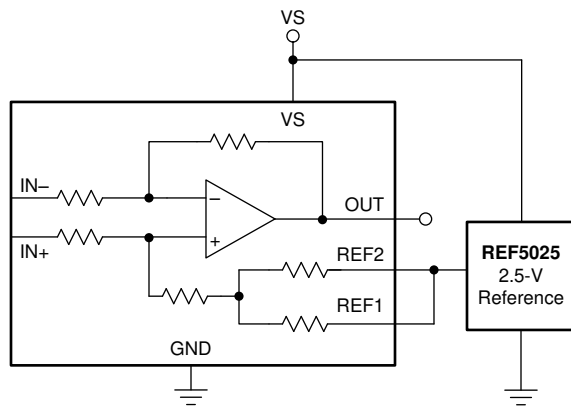 VS
VS
IN–
–
OUT
IN+
+
REF2
REF1
REF5025
2.5-V
Reference
GND